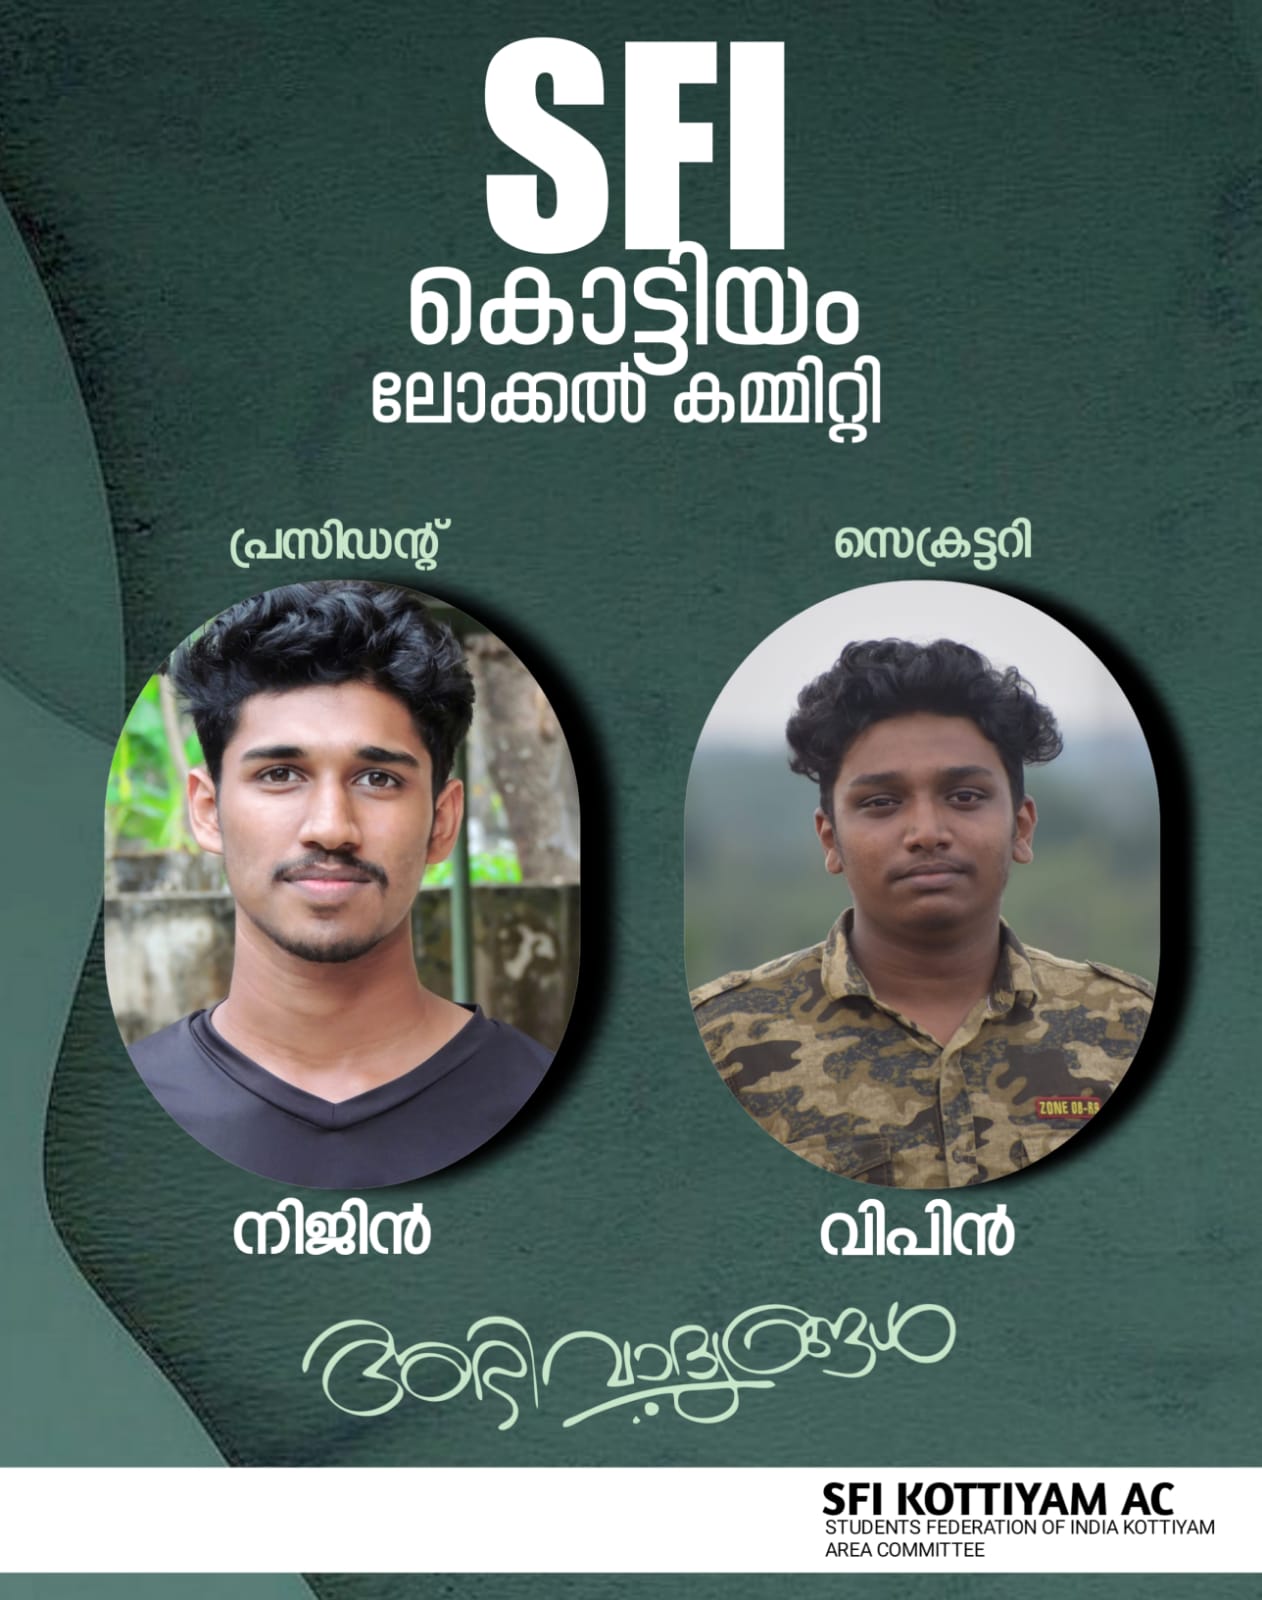 SFI
കൊട്ടിയം
ലോക്കൽ കമ്മിറ്റി
പ്രസിഡന്റ്
സെക്രട്ടറി
ZONE 0B-RR
നിജിൻ
വിപിൻ
അഭിവാദ്യങ്ങൾ
SFI KOTTIYAM AC
STUDENTS FEDERATION OF INDIA KOTTIYAM
AREA COMMITTEE